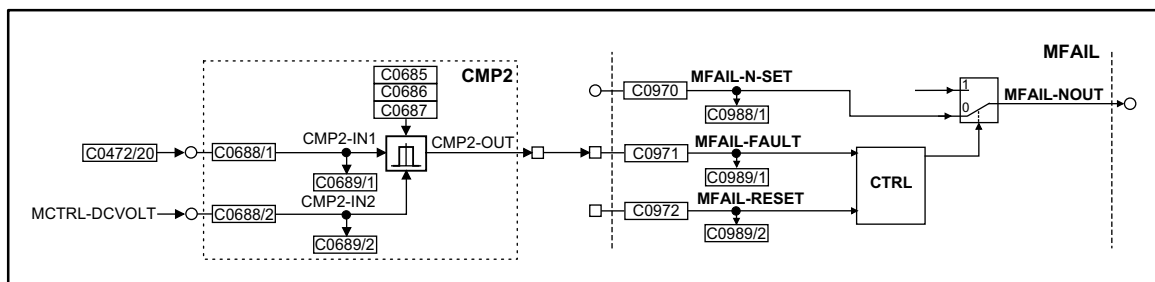 MFAIL
CMP2
C0685
C0686
C0687
MFAIL-N-SET
C0970
C0988/1
1
0
MFAIL-NOUT
C0472/20
C0688/1
CMP2-IN1
C0689/1
CMP2-OUT
C0971
MFAIL-FAULT
C0989/1
CTRL
MCTRL-DCVOLT
C0688/2
CMP2-IN2
C0689/2
C0972
MFAIL-RESET
C0989/2